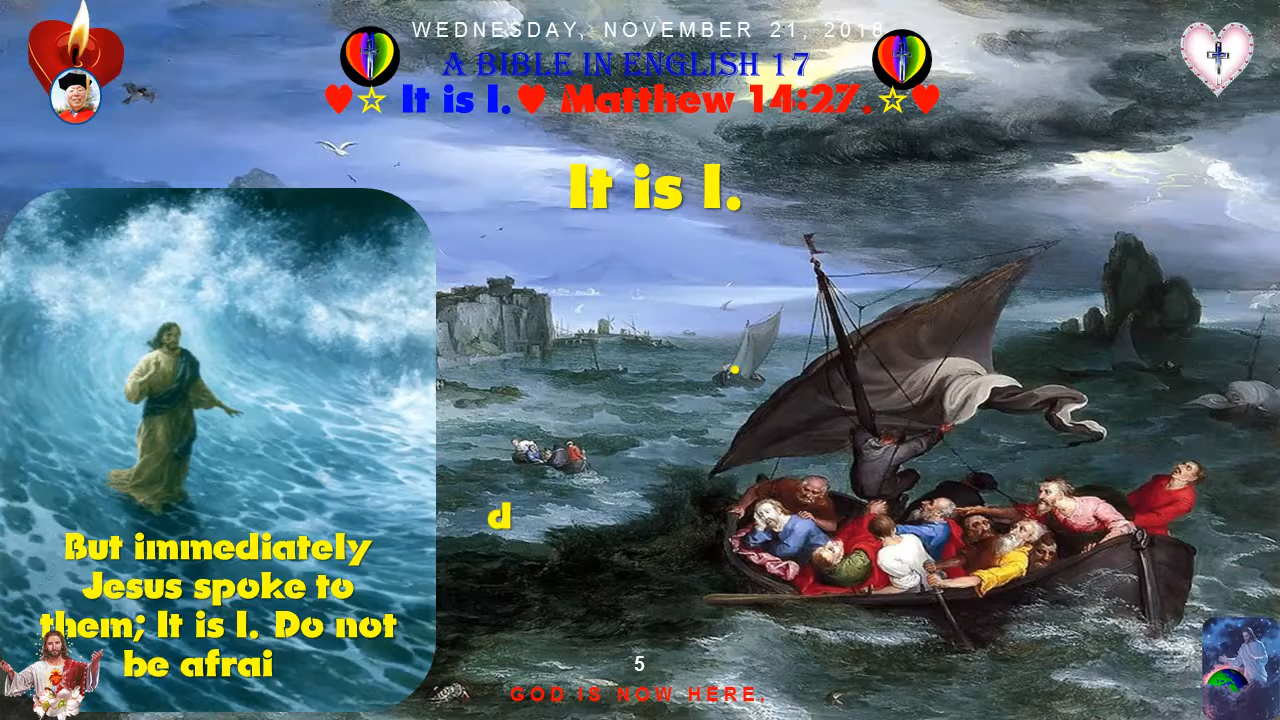 WEDNESDAY, NOVEMBER 21, 2018
A BIBLE IN ENGLISH 17
♥☆ It is I.♥ Matthew 14:27.☆♥
It is I.
d
But immediately
Jesus spoke to
them; It is I. Do not
be afrai
5
GOD IS NOW HERE.